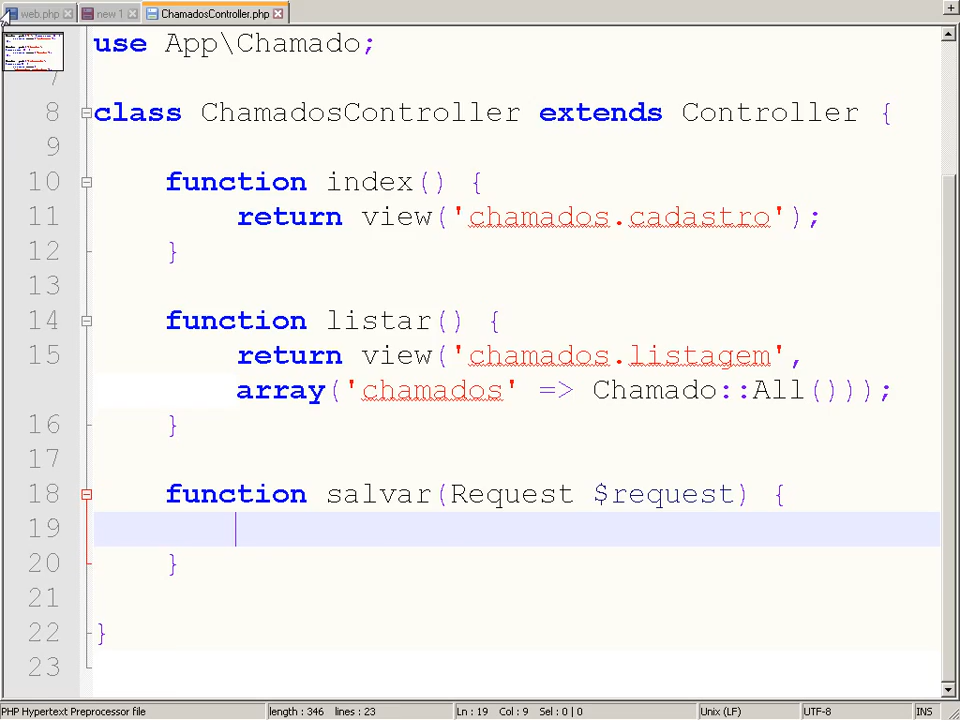 web.php new 1 ChamadosController.php
use App\Chamado;
7
8 class ChamadosController extends Controller {
9
10 function index() {
11 return view('chamados.cadastro');
12 }
13
14 function listar() {
15 return view('chamados.listagem',
array('chamados' => Chamado::All()));
16 }
17
18 function salvar(Request $request) {
19
20 }
21
22 }
23
PHP Hypertext Preprocessor file length : 346 lines : 23 Ln : 19 Col : 9 Sel : 0 | 0 Unix (LF) UTF-8 INS